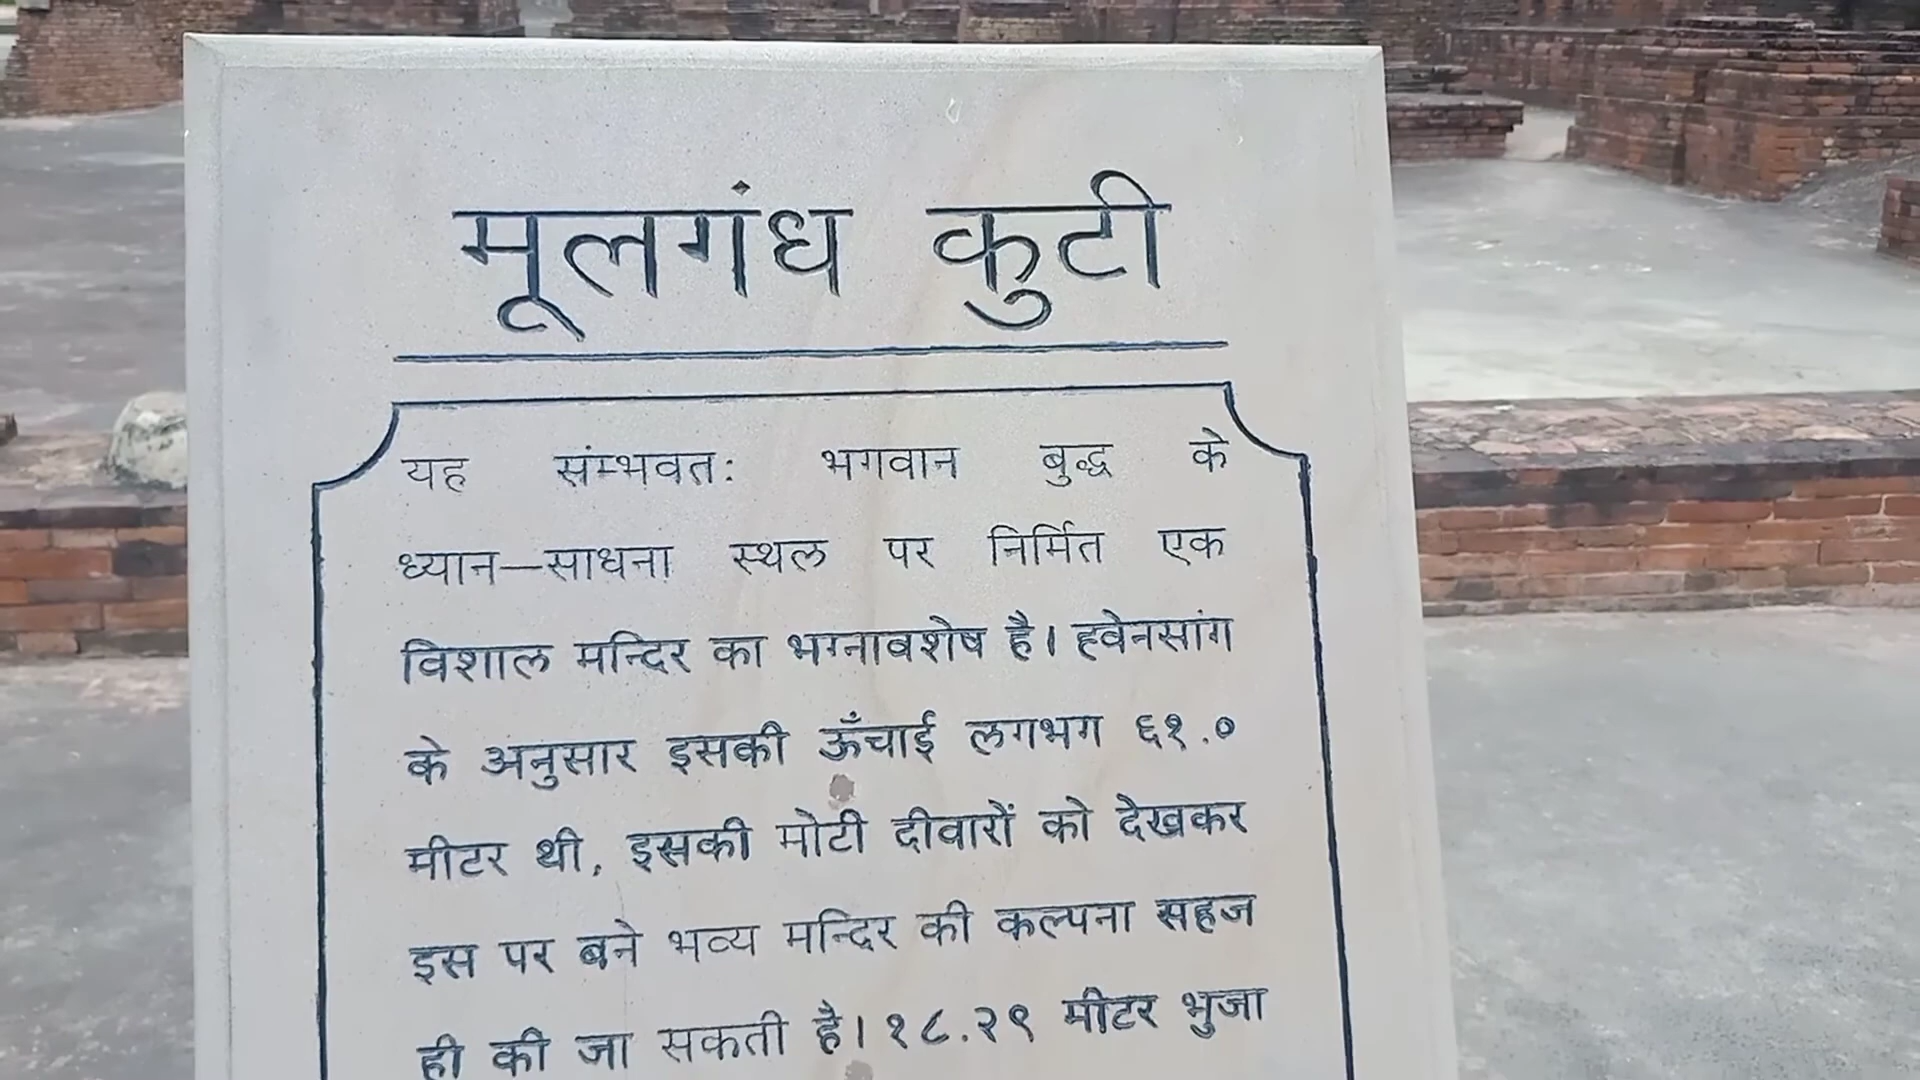 मूलगंध कुटी
यह संम्भवत: भगवान बुद्ध के
ध्यान–साधना स्थल पर निर्मित एक
विशाल मन्दिर का भग्नावशेष है। ह्वेनसांग
के अनुसार इसकी ऊँचाई लगभग ६१.०
मीटर थी, इसकी मोटी दीवारों को देखकर
इस पर बने भव्य मन्दिर की कल्पना सहज
ही की जा सकती है। १८.२९ मीटर भुजा